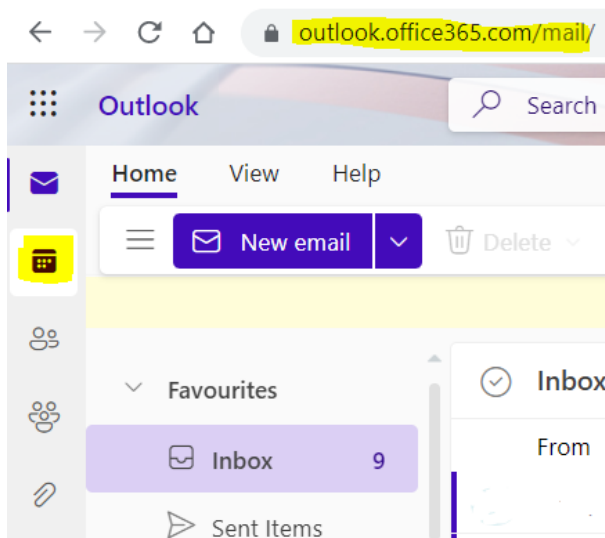 outlook.office365.com/mail/
Outlook
Search
Home View Help
New email Delete
Favourites
Inbox
Inbox 9
From
Sent Items